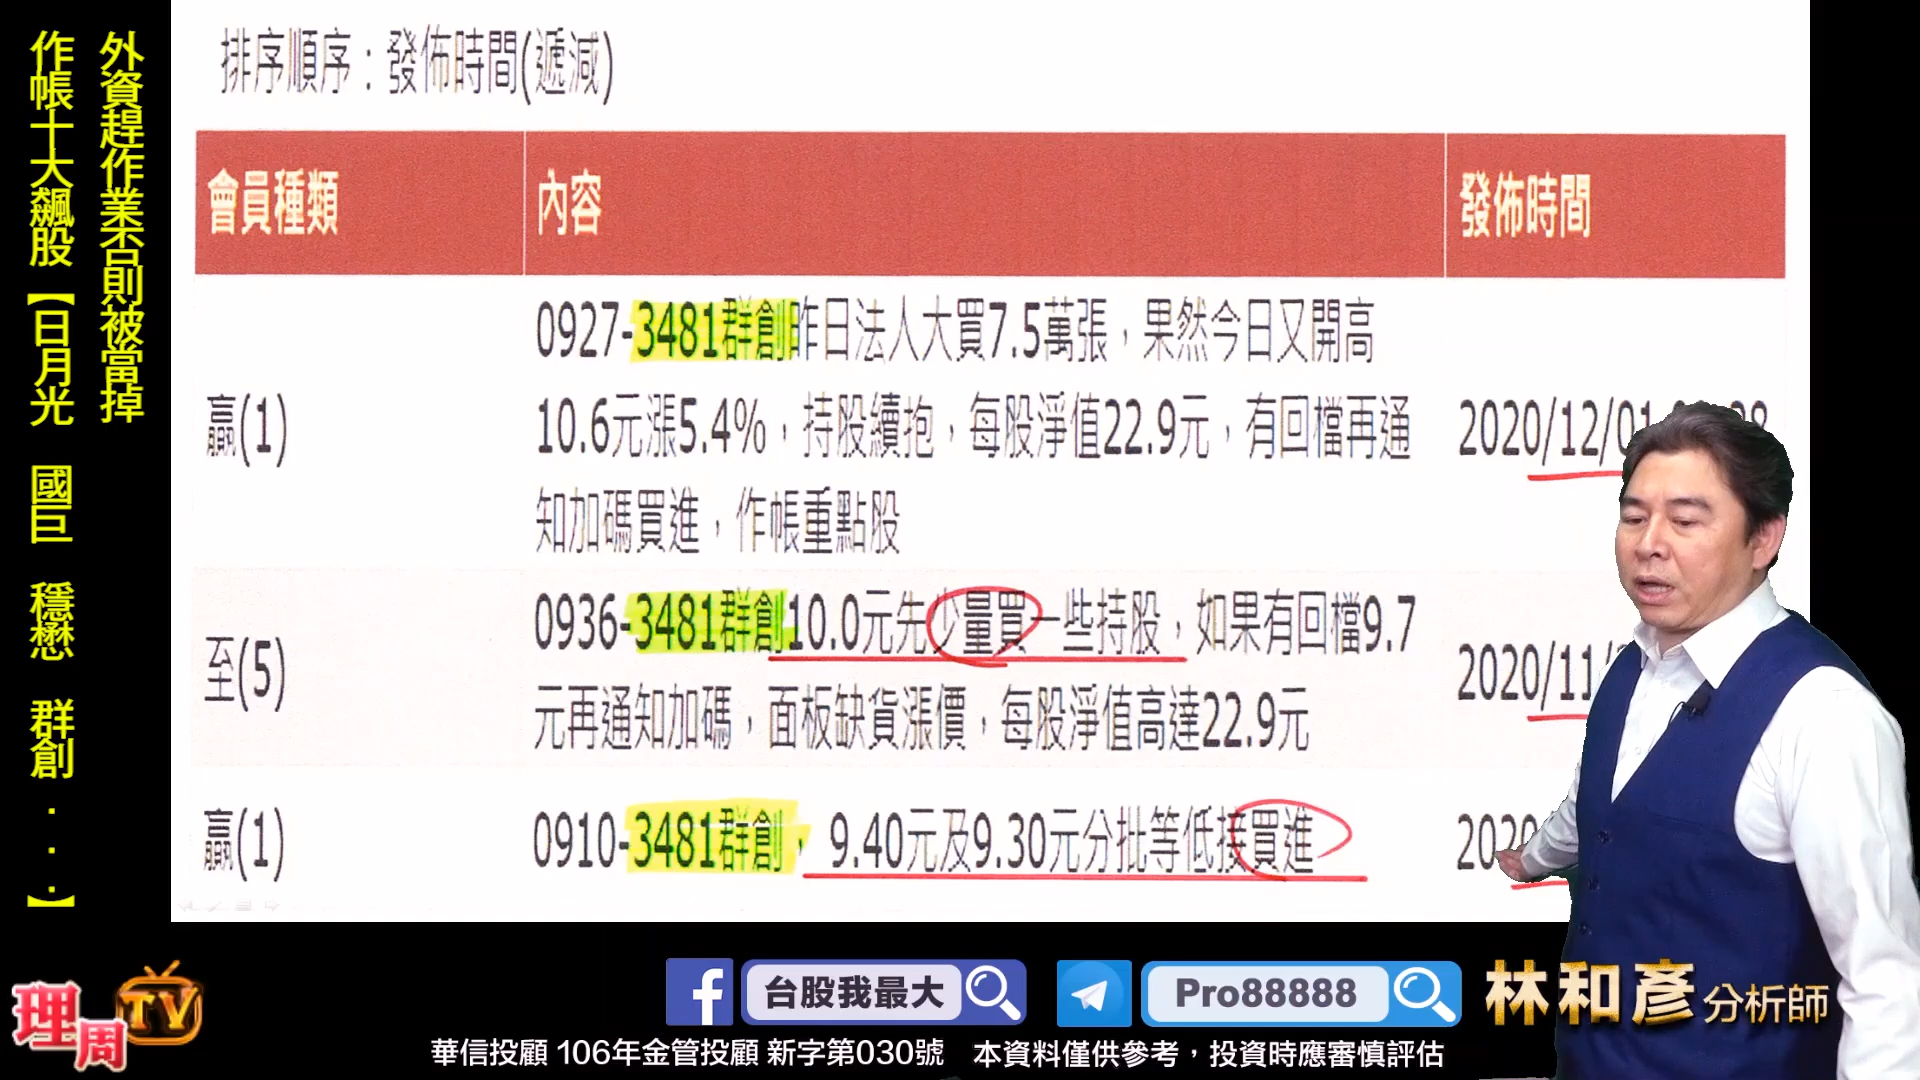 外資趕作業否則被當掉
作帳十大飆股【日月光 國巨 穩懋 群創....】
排序順序：發佈時間(遞減)
會員種類 內容 發佈時間
0927-3481群創昨日法人大買7.5萬張，果然今日又開高
贏(1) 10.6元漲5.4%，持股續抱，每股淨值22.9元，有回檔再通 2020/12/01
知加碼買進，作帳重點股
0936-3481群創10.0元先少量買一些持股，如果有回檔9.7
至(5) 2020/11
元再通知加碼，面板缺貨漲價，每股淨值高達22.9元
贏(1) 0910-3481群創，9.40元及9.30元分批等低接買進 2020
理周TV
f 台股我最大 Pro88888 林和彥 分析師
華信投顧 106年金管投顧 新字第030號 本資料僅供參考，投資時應審慎評估